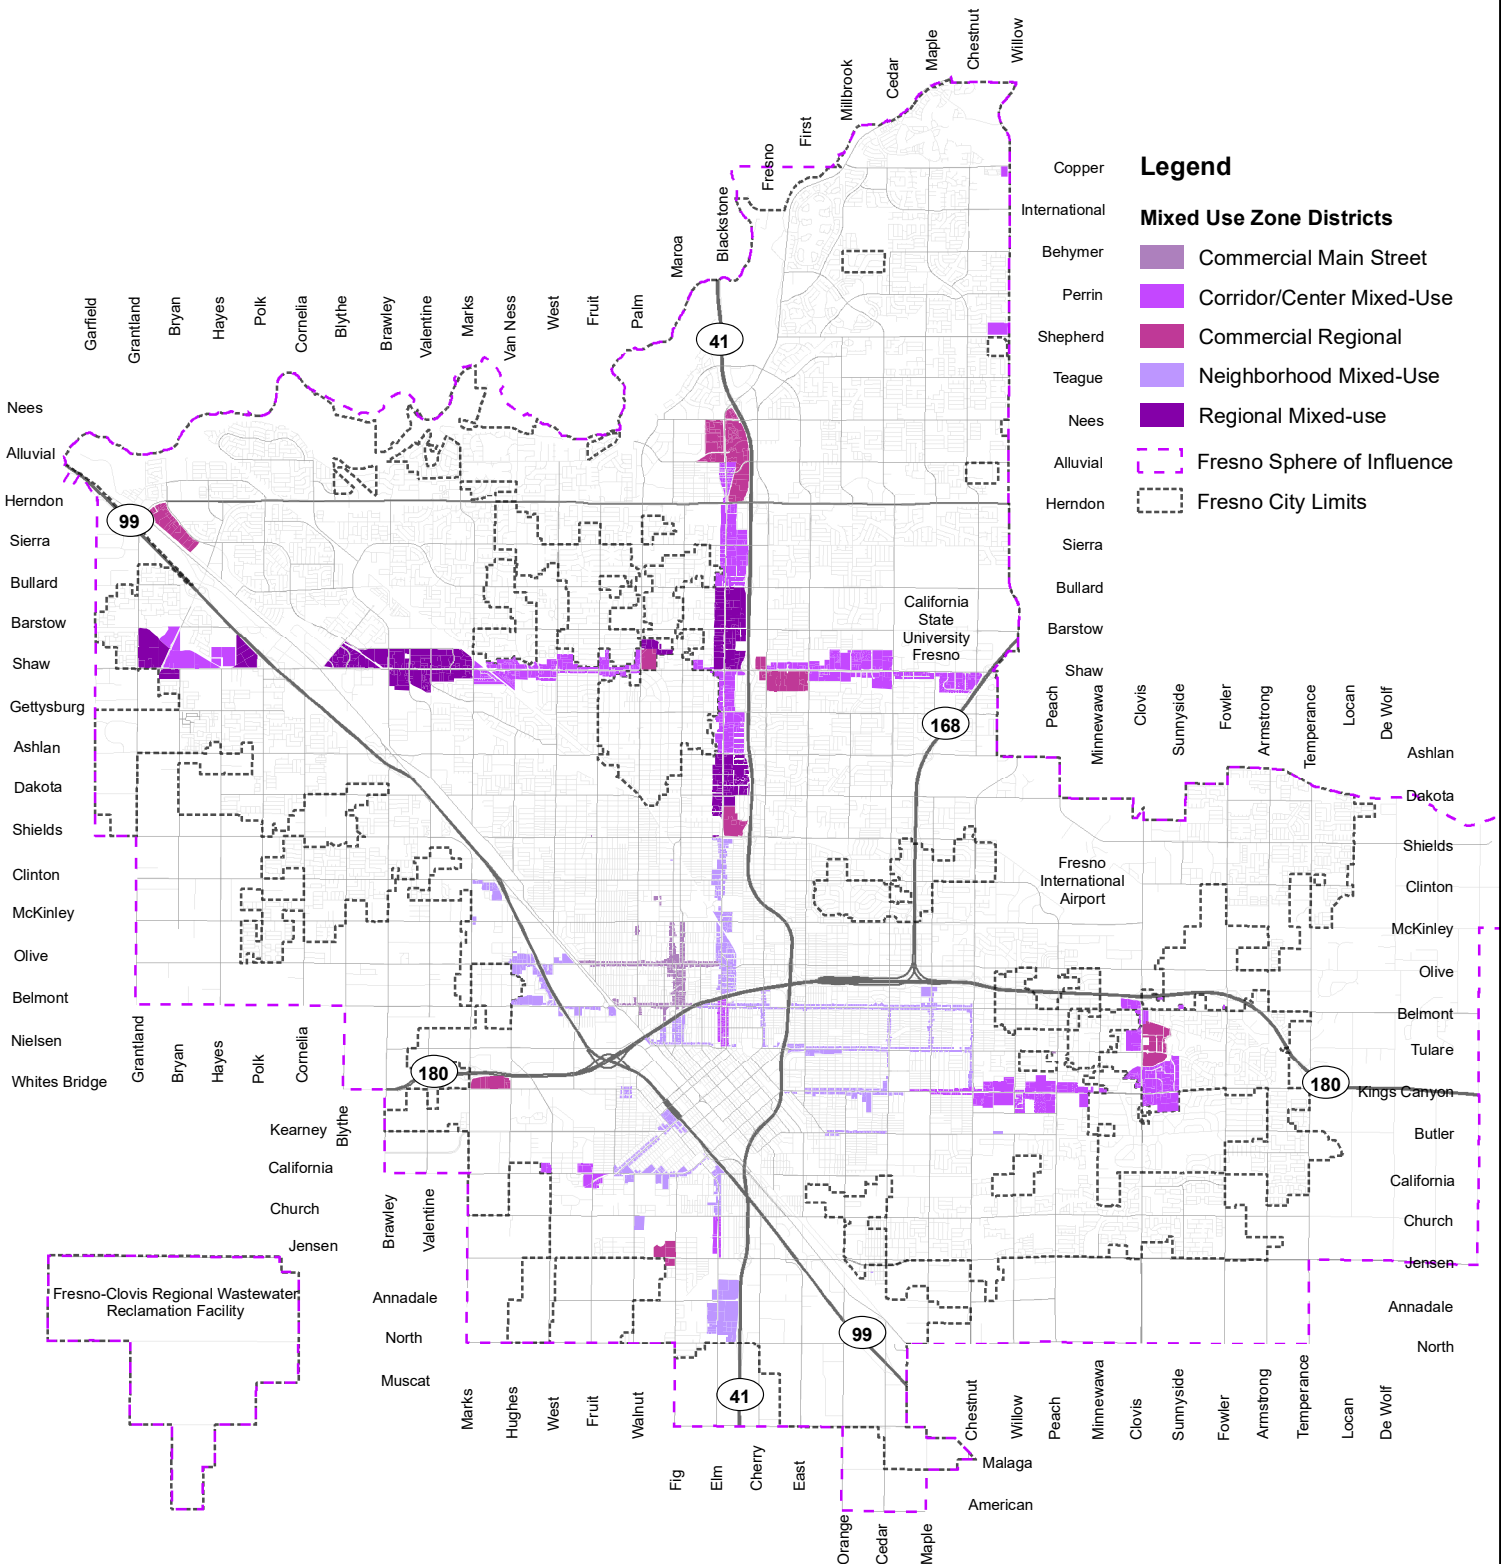 Willow
Chestnut
Maple
Cedar
Millbrook
First
Fresno
Blackstone
Maroa
Palm
Fruit
West
Van Ness
Marks
Valentine
Brawley
Blythe
Cornelia
Polk
Hayes
Bryan
Grantland
Garfield
Legend
Mixed Use Zone Districts
Commercial Main Street
Corridor/Center Mixed-Use
Commercial Regional
Neighborhood Mixed-Use
Regional Mixed-use
Fresno Sphere of Influence
Fresno City Limits
Copper
International
Behymer
Perrin
Shepherd
Teague
Nees
Alluvial
Herndon
Sierra
Bullard
Barstow
Shaw
Nees
Alluvial
Herndon
Sierra
Bullard
Barstow
Shaw
Gettysburg
Ashlan
Dakota
Shields
Clinton
McKinley
Olive
Belmont
Nielsen
Whites Bridge
41
99
168
180
180
99
41
California
State
University
Fresno
Fresno
International
Airport
Peach
Minnewawa
Clovis
Sunnyside
Fowler
Armstrong
Temperance
Locan
De Wolf
Ashlan
Dakota
Shields
Clinton
McKinley
Olive
Belmont
Tulare
Kings Canyon
Butler
California
Church
Jensen
Annadale
North
Grantland
Bryan
Hayes
Polk
Cornelia
Blythe
Kearney
California
Church
Jensen
Brawley
Valentine
Fresno-Clovis Regional Wastewater
Reclamation Facility
Annadale
North
Muscat
Marks
Hughes
West
Fruit
Walnut
Fig
Elm
Cherry
East
Orange
Cedar
Maple
Chestnut
Willow
Peach
Minnewawa
Clovis
Sunnyside
Fowler
Armstrong
Temperance
Locan
De Wolf
Malaga
American